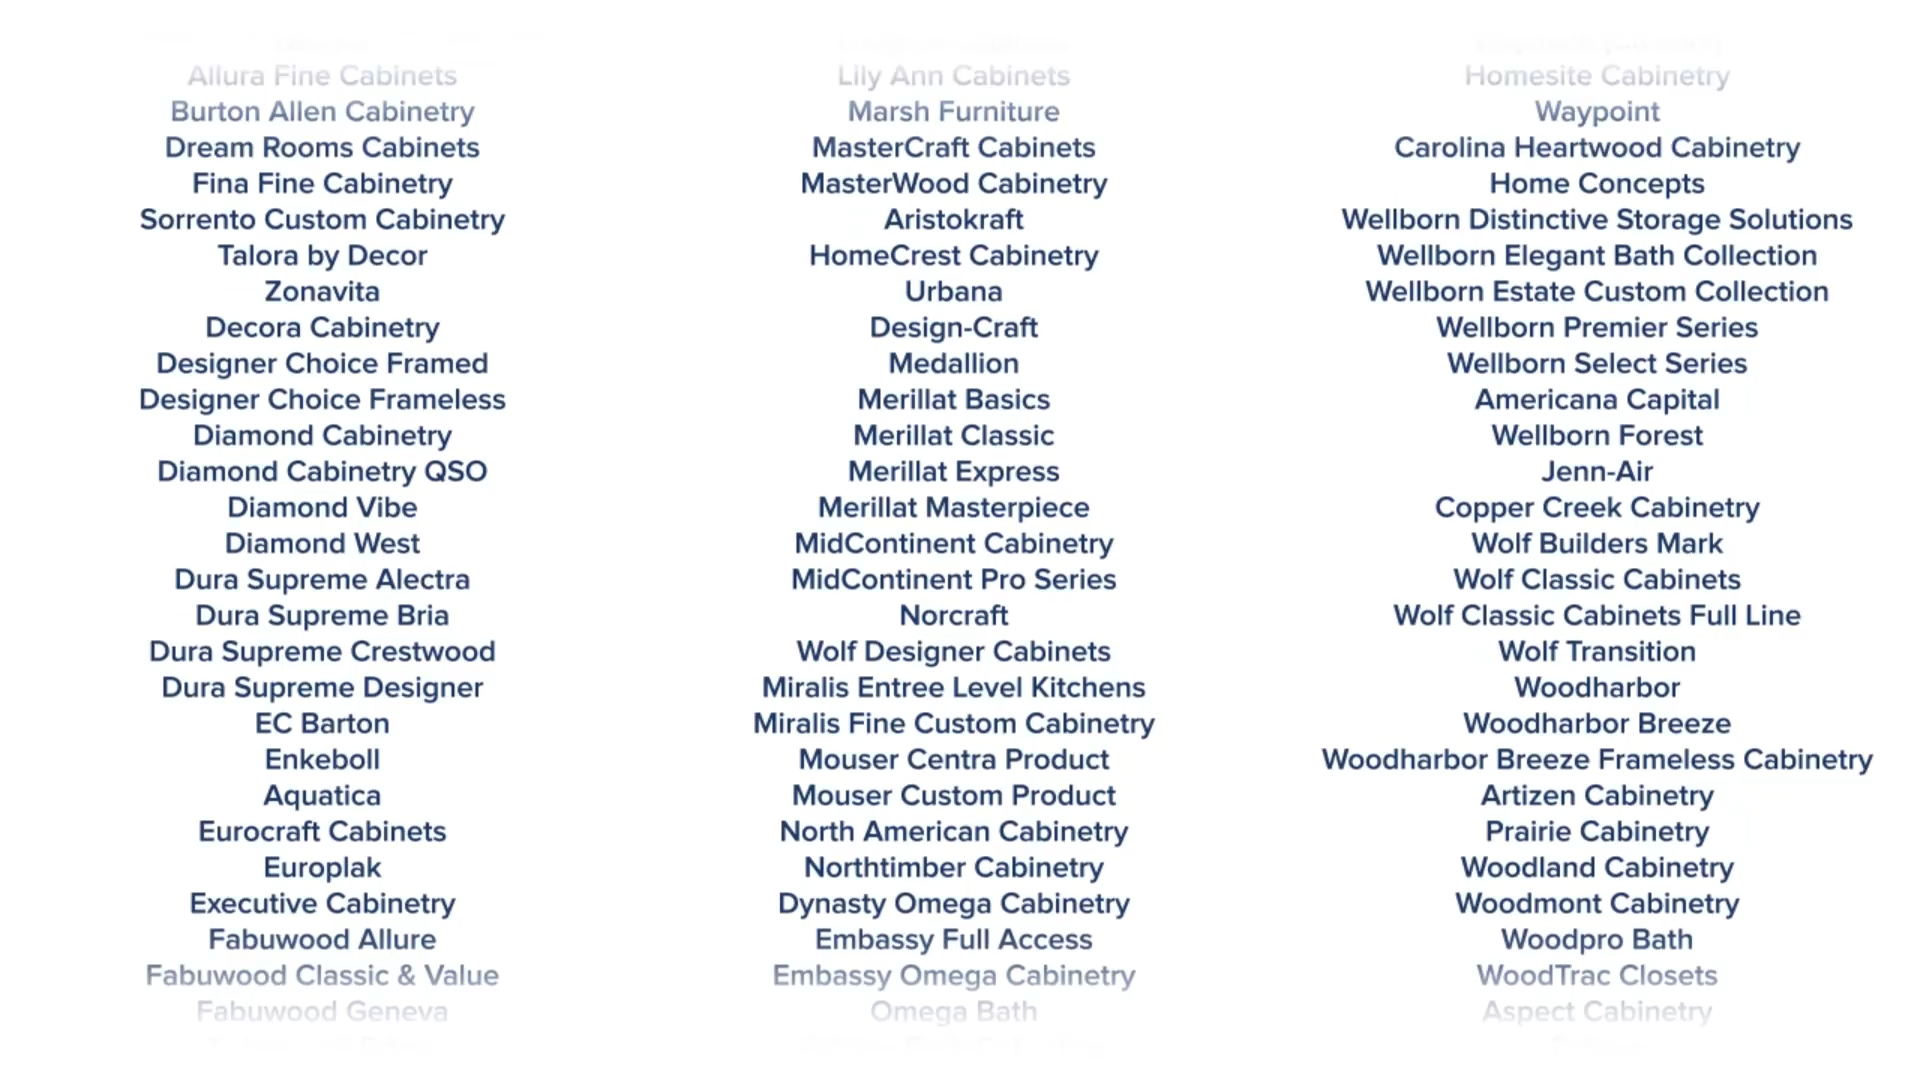 Allura Fine Cabinets
Burton Allen Cabinetry
Dream Rooms Cabinets
Fina Fine Cabinetry
Sorrento Custom Cabinetry
Talora by Decor
Zonavita
Decora Cabinetry
Designer Choice Framed
Designer Choice Frameless
Diamond Cabinetry
Diamond Cabinetry QSO
Diamond Vibe
Diamond West
Dura Supreme Alectra
Dura Supreme Bria
Dura Supreme Crestwood
Dura Supreme Designer
EC Barton
Enkeboll
Aquatica
Eurocraft Cabinets
Europlak
Executive Cabinetry
Fabuwood Allure
Fabuwood Classic & Value
Fabuwood Geneva
Lily Ann Cabinets
Marsh Furniture
MasterCraft Cabinets
MasterWood Cabinetry
Aristokraft
HomeCrest Cabinetry
Urbana
Design-Craft
Medallion
Merillat Basics
Merillat Classic
Merillat Express
Merillat Masterpiece
MidContinent Cabinetry
MidContinent Pro Series
Norcraft
Wolf Designer Cabinets
Miralis Entree Level Kitchens
Miralis Fine Custom Cabinetry
Mouser Centra Product
Mouser Custom Product
North American Cabinetry
Northtimber Cabinetry
Dynasty Omega Cabinetry
Embassy Full Access
Embassy Omega Cabinetry
Omega Bath
Homesite Cabinetry
Waypoint
Carolina Heartwood Cabinetry
Home Concepts
Wellborn Distinctive Storage Solutions
Wellborn Elegant Bath Collection
Wellborn Estate Custom Collection
Wellborn Premier Series
Wellborn Select Series
Americana Capital
Wellborn Forest
Jenn-Air
Copper Creek Cabinetry
Wolf Builders Mark
Wolf Classic Cabinets
Wolf Classic Cabinets Full Line
Wolf Transition
Woodharbor
Woodharbor Breeze
Woodharbor Breeze Frameless Cabinetry
Artizen Cabinetry
Prairie Cabinetry
Woodland Cabinetry
Woodmont Cabinetry
Woodpro Bath
WoodTrac Closets
Aspect Cabinetry